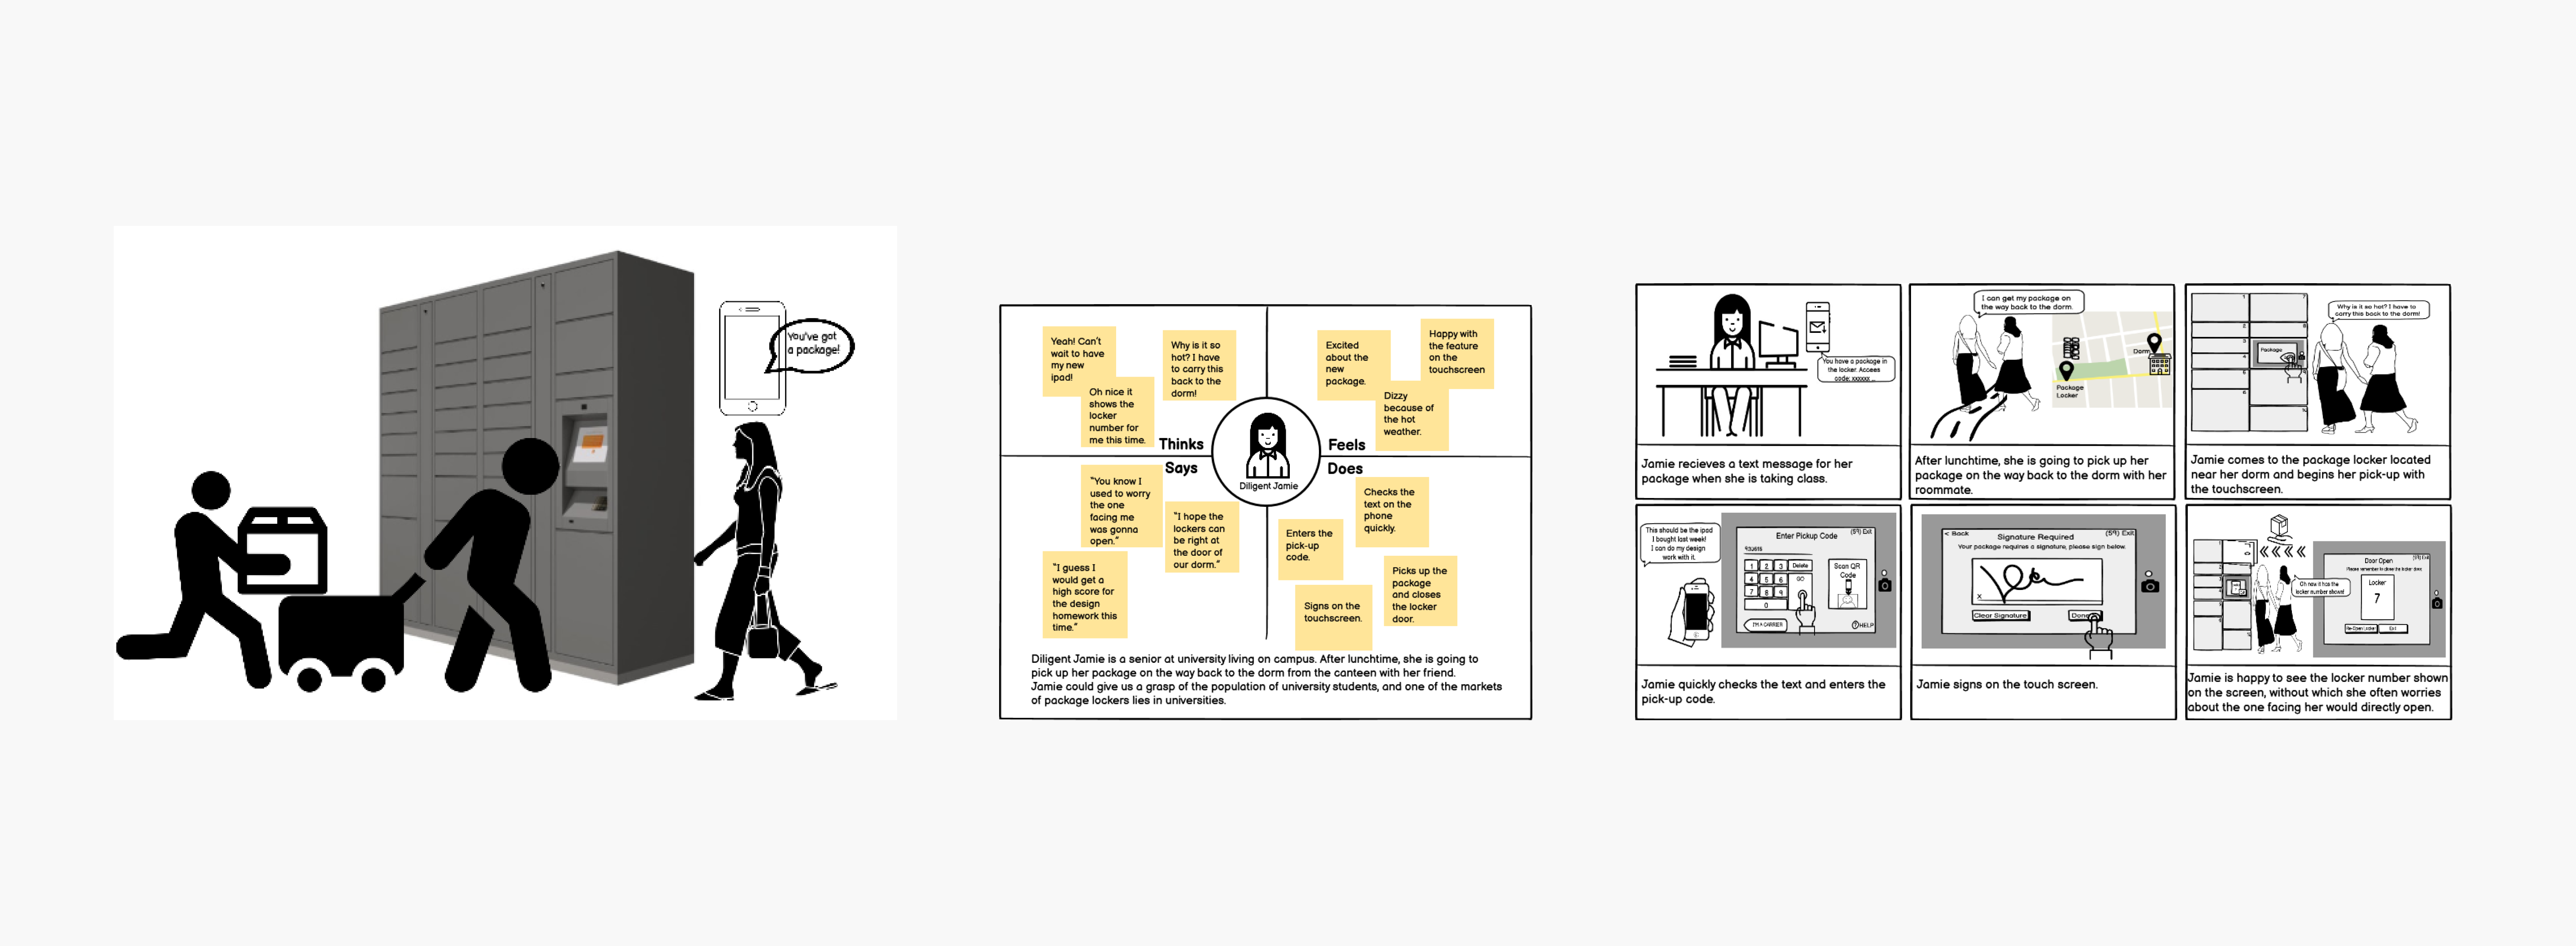 You've got
a package!
Yeah! Can't
wait to have
my new
ipad!
Oh nice it
shows the
locker
number for
me this time.
Why is it so
hot? I have
to carry this
back to the
dorm!
Thinks
Excited
about the
new
package.
Happy with
the feature
on the
touchscreen
Dizzy
because of
the hot
weather.
Feels
Says
"You know I
used to worry
the one
facing me
was gonna
open."
"I hope the
lockers can
be right at
the door of
our dorm."
"I guess I
would get a
high score for
the design
homework this
time."
Diligent Jamie
Does
Checks the
text on the
phone
quickly.
Enters the
pick-up
code.
Picks up the
package
and closes
the locker
door.
Signs on the
touchscreen.
Diligent Jamie is a senior at university living on campus. After lunchtime, she is going to
pick up her package on the way back to the dorm from the canteen with her friend.
Jamie could give us a grasp of the population of university students, and one of the markets
of package lockers lies in universities.
You have a package in
the locker. Access
code: xxxxxx ...
Jamie recieves a text message for her
package when she is taking class.
I can get my package on
the way back to the dorm.
Dorm
Package
Locker
After lunchtime, she is going to pick up her
package on the way back to the dorm with her
roommate.
Why is it so hot? I have to
carry this back to the dorm!
Package
Jamie comes to the package locker located
near her dorm and begins her pick-up with
the touchscreen.
This should be the ipad
I bought last week!
I can do my design
work with it.
Enter Pickup Code
(59) Exit
1 2 3 Delete
4 5 6 GO
7 8 9
0
Scan QR
Code
I'M A CARRIER
HELP
Jamie quickly checks the text and enters the
pick-up code.
< Back
Signature Required
(59) Exit
Your package requires a signature, please sign below.
X
Clear Signature
Done
Jamie signs on the touch screen.
Oh now it has the
locker number shown!
Door Open
(59) Exit
Please remember to close the locker door.
Locker
7
Re-Open Locker
Exit
Jamie is happy to see the locker number shown
on the screen, without which she often worries
about the one facing her would directly open.